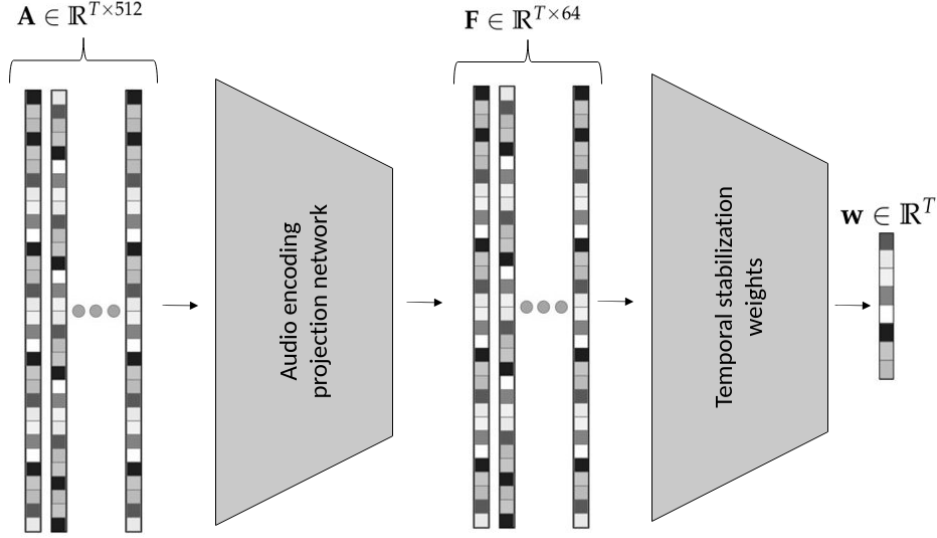 A ∈ ℝ^{T×512}
F ∈ ℝ^{T×64}
Audio encoding
projection network
Temporal stabilization
weights
w ∈ ℝ^T